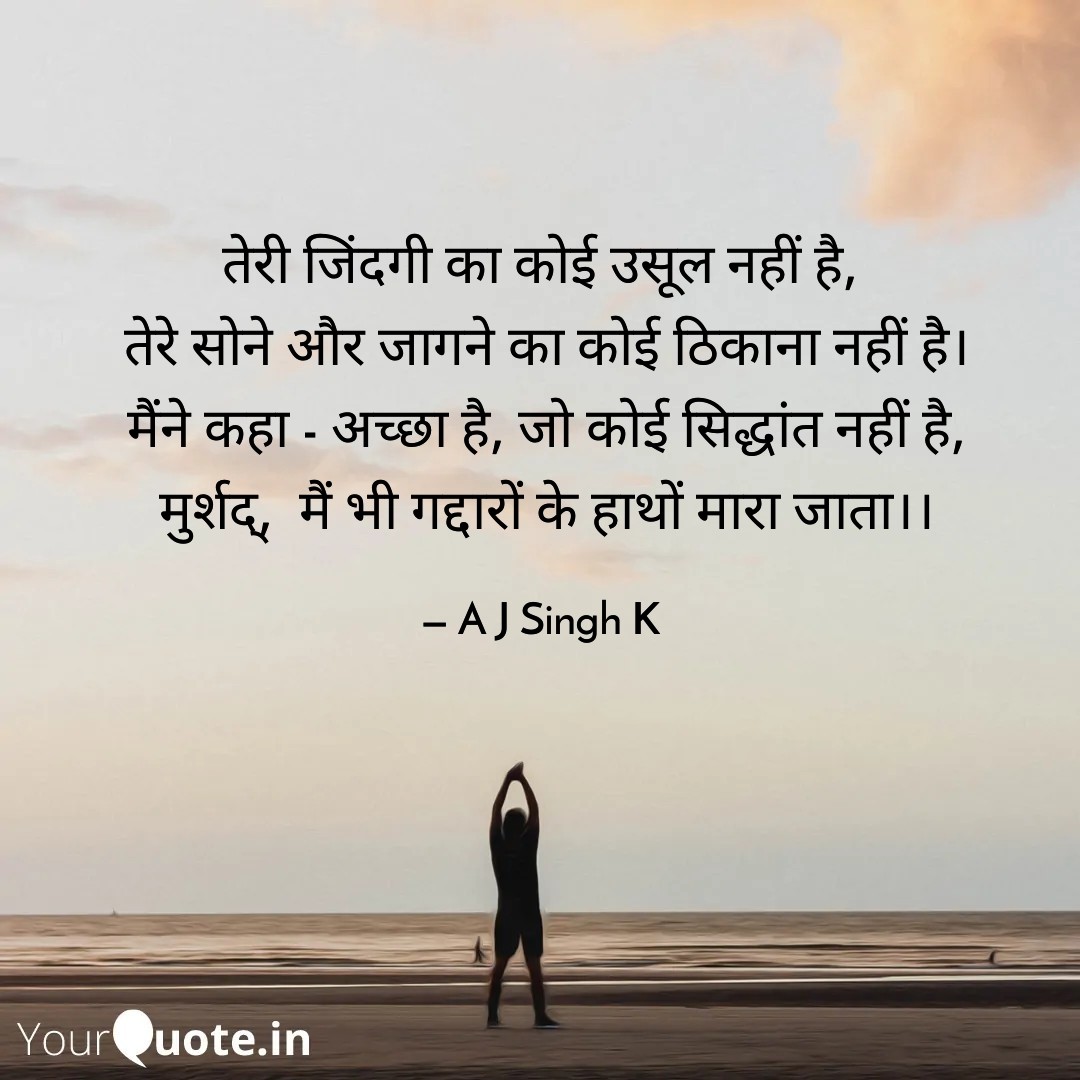 तेरी जिंदगी का कोई उसूल नहीं है,
तेरे सोने और जागने का कोई ठिकाना नहीं है।
मैंने कहा - अच्छा है, जो कोई सिद्धांत नहीं है,
मुर्शद्,  मैं भी गद्दारों के हाथों मारा जाता।।
– A J Singh K
YourQuote.in